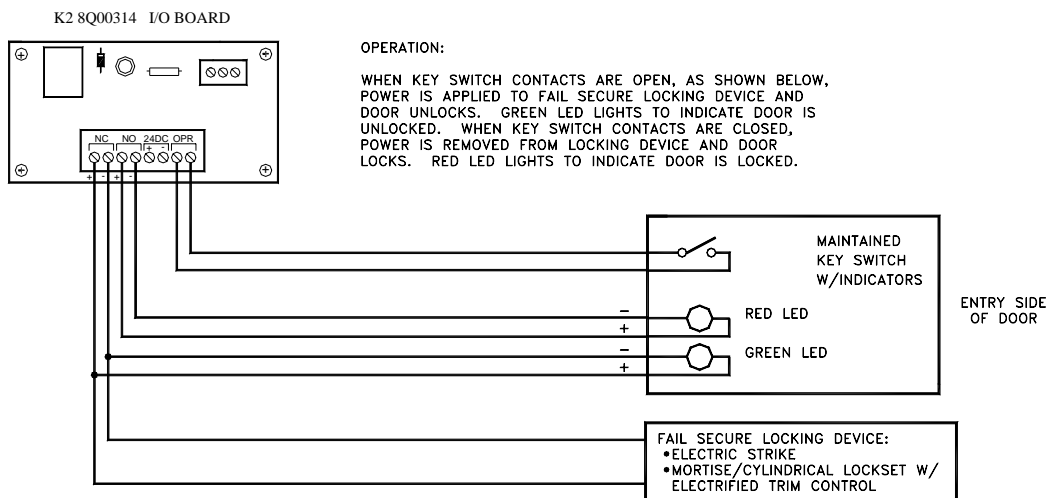 K2 8Q00314 I/O BOARD
OPERATION:
WHEN KEY SWITCH CONTACTS ARE OPEN, AS SHOWN BELOW,
POWER IS APPLIED TO FAIL SECURE LOCKING DEVICE AND
DOOR UNLOCKS. GREEN LED LIGHTS TO INDICATE DOOR IS
UNLOCKED. WHEN KEY SWITCH CONTACTS ARE CLOSED,
POWER IS REMOVED FROM LOCKING DEVICE AND DOOR
LOCKS. RED LED LIGHTS TO INDICATE DOOR IS LOCKED.
NC NO 24DC OPR
+ -
+ - + -
MAINTAINED
KEY SWITCH
W/INDICATORS
ENTRY SIDE
OF DOOR
- RED LED
+
- GREEN LED
+
FAIL SECURE LOCKING DEVICE:
•ELECTRIC STRIKE
•MORTISE/CYLINDRICAL LOCKSET W/
ELECTRIFIED TRIM CONTROL